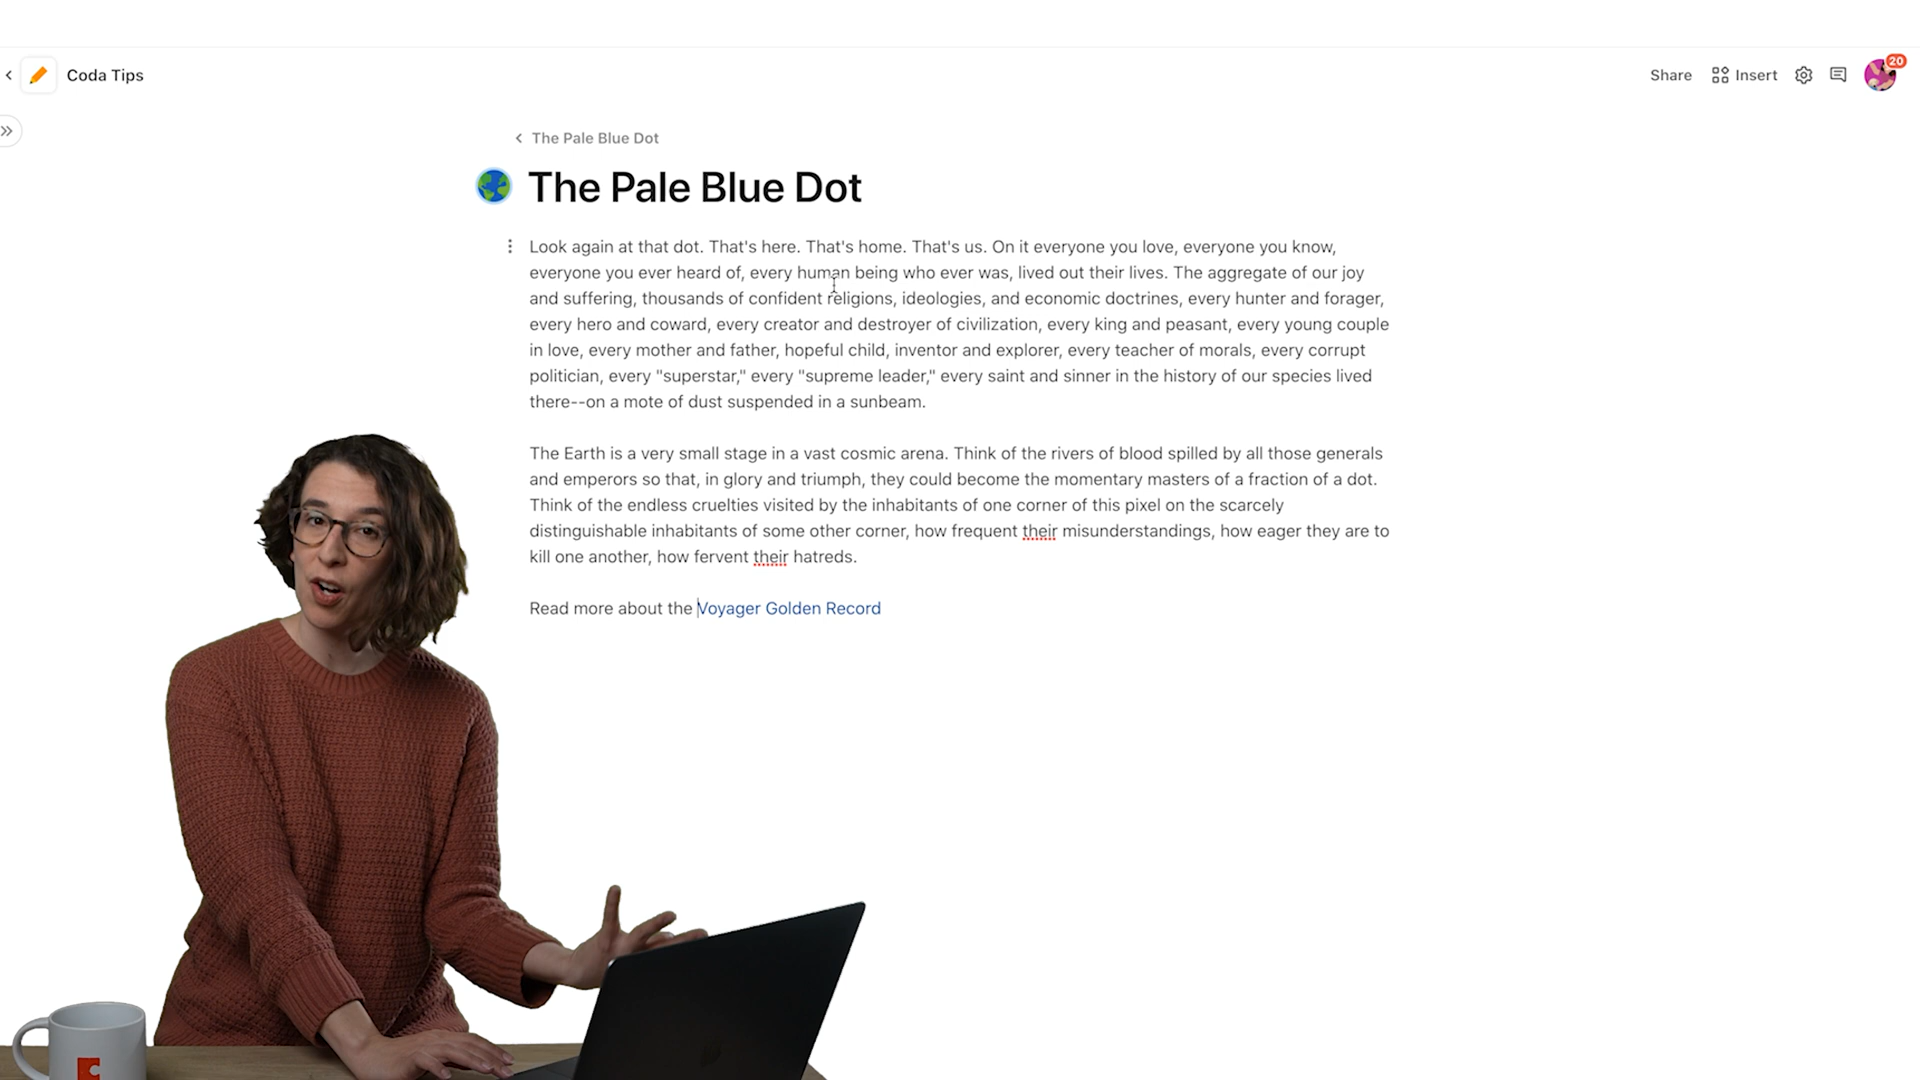 Coda Tips
Share
Insert
20
The Pale Blue Dot
The Pale Blue Dot
Look again at that dot. That's here. That's home. That's us. On it everyone you love, everyone you know,
everyone you ever heard of, every human being who ever was, lived out their lives. The aggregate of our joy
and suffering, thousands of confident religions, ideologies, and economic doctrines, every hunter and forager,
every hero and coward, every creator and destroyer of civilization, every king and peasant, every young couple
in love, every mother and father, hopeful child, inventor and explorer, every teacher of morals, every corrupt
politician, every "superstar," every "supreme leader," every saint and sinner in the history of our species lived
there--on a mote of dust suspended in a sunbeam.
The Earth is a very small stage in a vast cosmic arena. Think of the rivers of blood spilled by all those generals
and emperors so that, in glory and triumph, they could become the momentary masters of a fraction of a dot.
Think of the endless cruelties visited by the inhabitants of one corner of this pixel on the scarcely
distinguishable inhabitants of some other corner, how frequent their misunderstandings, how eager they are to
kill one another, how fervent their hatreds.
Read more about the Voyager Golden Record